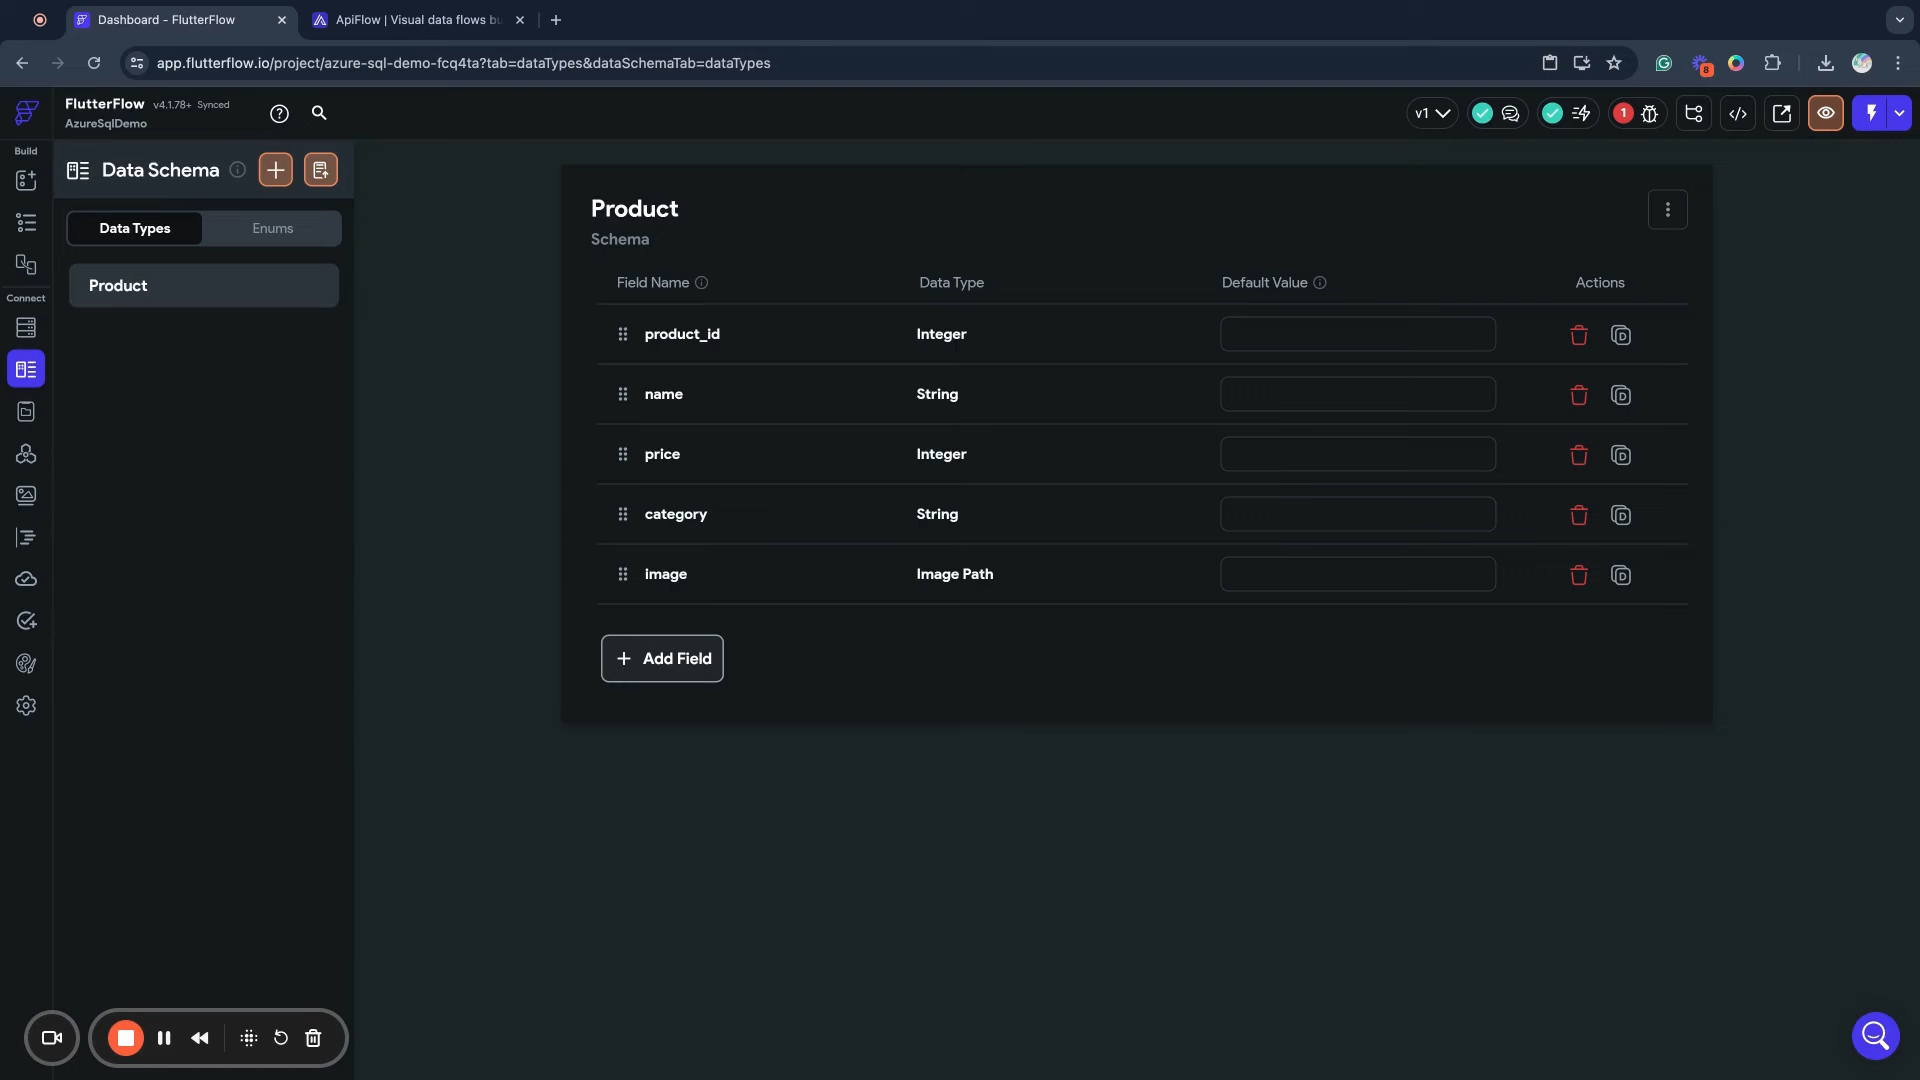 Dashboard - FlutterFlow
ApiFlow | Visual data flows bu
app.flutterflow.io/project/azure-sql-demo-fcq4ta?tab=dataTypes&dataSchemaTab=dataTypes
8
FlutterFlow v4.1.78+ Synced
AzureSqlDemo
v1
1
Build
Data Schema
Data Types
Enums
Product
Connect
Product
Schema
Field Name
Data Type
Default Value
Actions
product_id
Integer
name
String
price
Integer
category
String
image
Image Path
+ Add Field